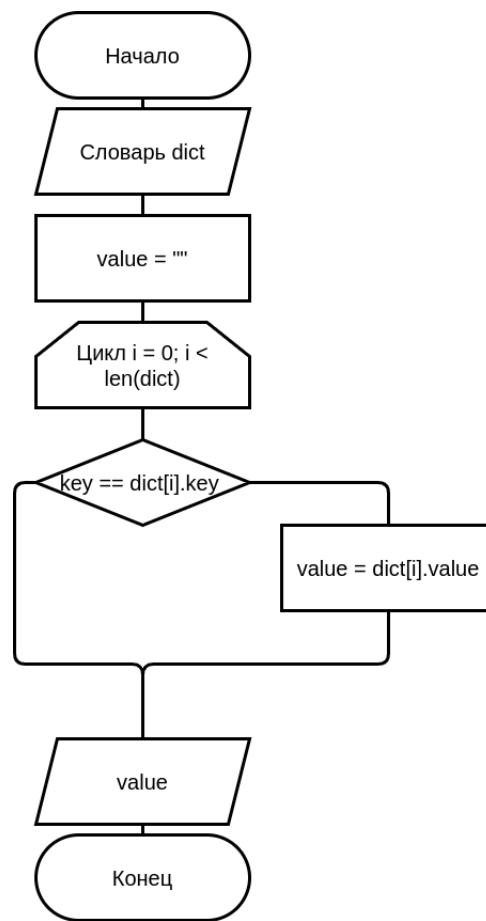 Начало
Словарь dict
value = ""
Цикл i = 0; i <
len(dict)
key == dict[i].key
value = dict[i].value
value
Конец